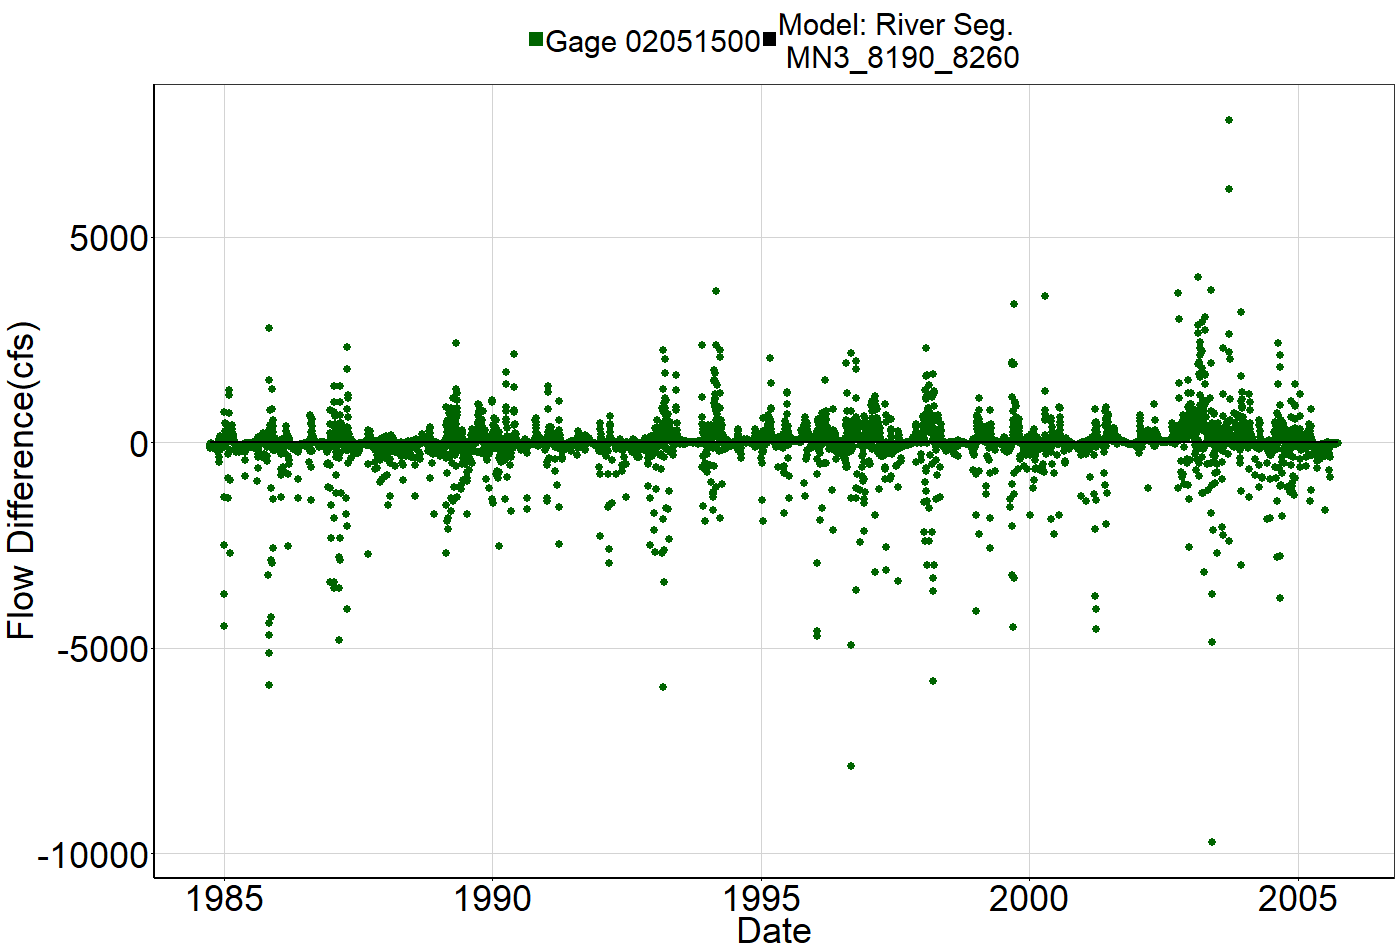 Gage 02051500
Model: River Seg.
MN3_8190_8260
Flow Difference(cfs)
5000
0
-5000
-10000
1985 1990 1995 2000 2005
Date